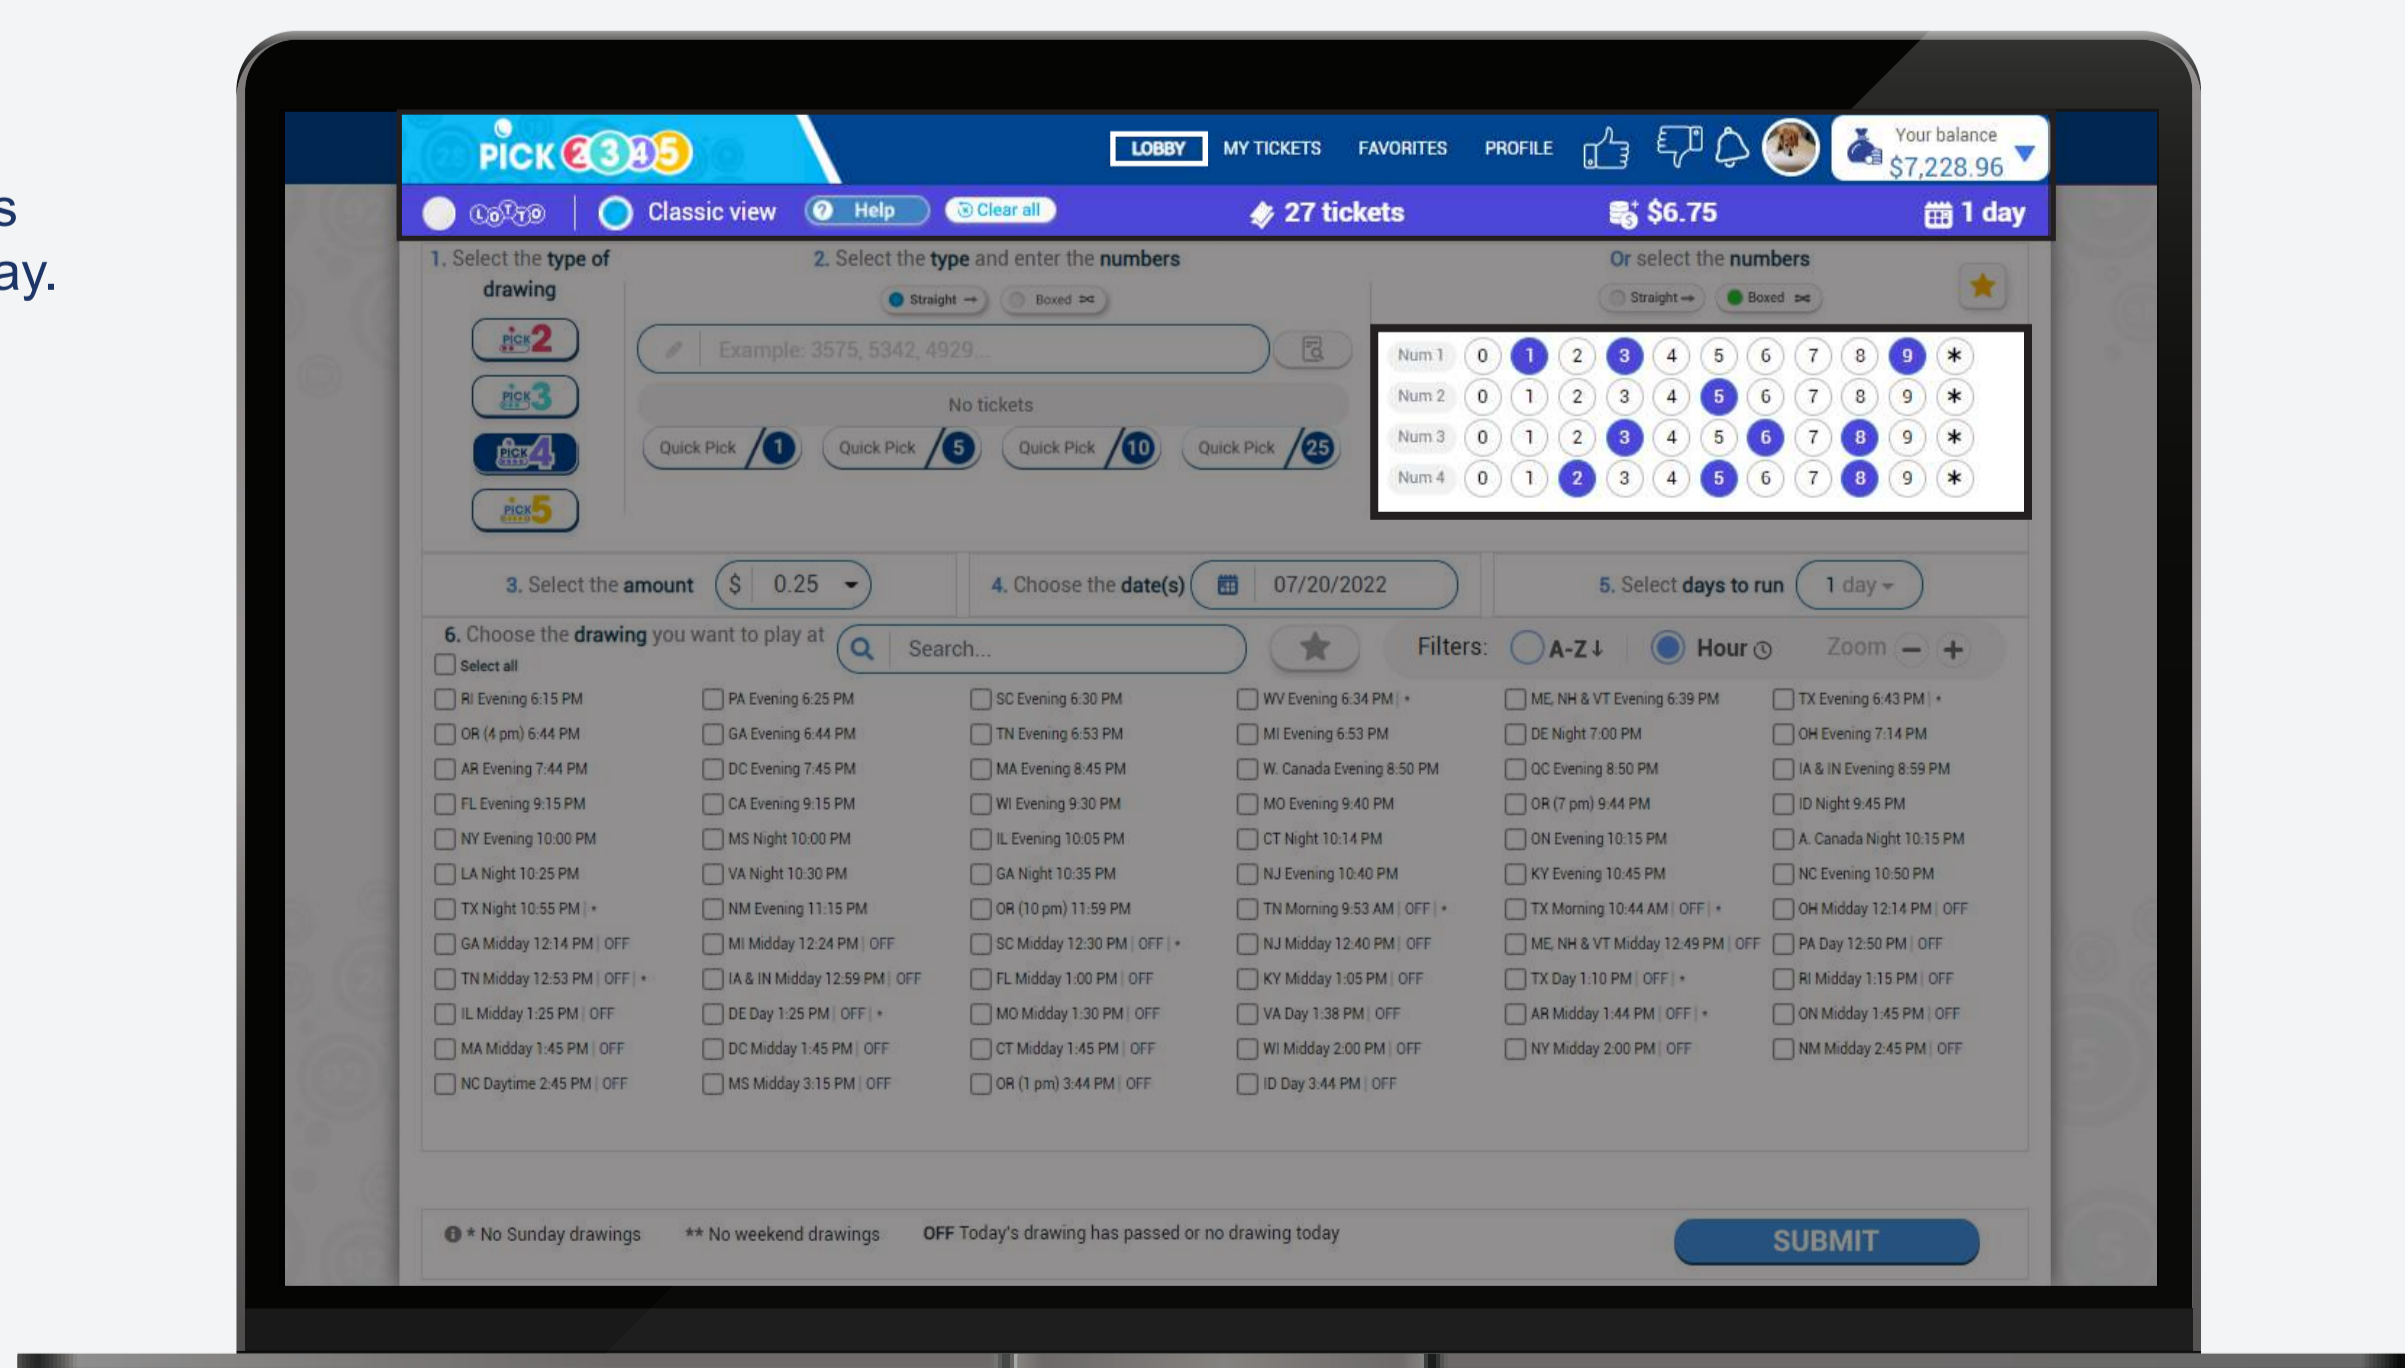 s
ay.
PICK 2345
LOBBY MY TICKETS FAVORITES PROFILE
Your balance
$7,228.96
LOTTO Classic view Help Clear all 27 tickets $6.75 1 day
1. Select the type of drawing
PICK 2
PICK 3
PICK 4
PICK 5
2. Select the type and enter the numbers
Straight → Boxed
Example: 3575, 5342, 4929...
No tickets
Quick Pick / 1 Quick Pick / 5 Quick Pick / 10 Quick Pick / 25
Or select the numbers
Straight → Boxed
Num 1 0 1 2 3 4 5 6 7 8 9 *
Num 2 0 1 2 3 4 5 6 7 8 9 *
Num 3 0 1 2 3 4 5 6 7 8 9 *
Num 4 0 1 2 3 4 5 6 7 8 9 *
3. Select the amount $ 0.25
4. Choose the date(s) 07/20/2022
5. Select days to run 1 day
6. Choose the drawing you want to play at Search... Filters: A-Z↓ Hour Zoom − +
Select all
RI Evening 6:15 PM PA Evening 6:25 PM SC Evening 6:30 PM WV Evening 6:34 PM | * ME, NH & VT Evening 6:39 PM TX Evening 6:43 PM | *
OR (4 pm) 6:44 PM GA Evening 6:44 PM TN Evening 6:53 PM MI Evening 6:53 PM DE Night 7:00 PM OH Evening 7:14 PM
AR Evening 7:44 PM DC Evening 7:45 PM MA Evening 8:45 PM W. Canada Evening 8:50 PM QC Evening 8:50 PM IA & IN Evening 8:59 PM
FL Evening 9:15 PM CA Evening 9:15 PM WI Evening 9:30 PM MO Evening 9:40 PM OR (7 pm) 9:44 PM ID Night 9:45 PM
NY Evening 10:00 PM MS Night 10:00 PM IL Evening 10:05 PM CT Night 10:14 PM ON Evening 10:15 PM A. Canada Night 10:15 PM
LA Night 10:25 PM VA Night 10:30 PM GA Night 10:35 PM NJ Evening 10:40 PM KY Evening 10:45 PM NC Evening 10:50 PM
TX Night 10:55 PM | * NM Evening 11:15 PM OR (10 pm) 11:59 PM TN Morning 9:53 AM | OFF | * TX Morning 10:44 AM | OFF | * OH Midday 12:14 PM | OFF
GA Midday 12:14 PM | OFF MI Midday 12:24 PM | OFF SC Midday 12:30 PM | OFF | * NJ Midday 12:40 PM | OFF ME, NH & VT Midday 12:49 PM | OFF PA Day 12:50 PM | OFF
TN Midday 12:53 PM | OFF | * IA & IN Midday 12:59 PM | OFF FL Midday 1:00 PM | OFF KY Midday 1:05 PM | OFF TX Day 1:10 PM | OFF | * RI Midday 1:15 PM | OFF
IL Midday 1:25 PM | OFF DE Day 1:25 PM | OFF | * MO Midday 1:30 PM | OFF VA Day 1:38 PM | OFF AR Midday 1:44 PM | OFF | * ON Midday 1:45 PM | OFF
MA Midday 1:45 PM | OFF DC Midday 1:45 PM | OFF CT Midday 1:45 PM | OFF WI Midday 2:00 PM | OFF NY Midday 2:00 PM | OFF NM Midday 2:45 PM | OFF
NC Daytime 2:45 PM | OFF MS Midday 3:15 PM | OFF OR (1 pm) 3:44 PM | OFF ID Day 3:44 PM | OFF
* No Sunday drawings ** No weekend drawings OFF Today's drawing has passed or no drawing today SUBMIT